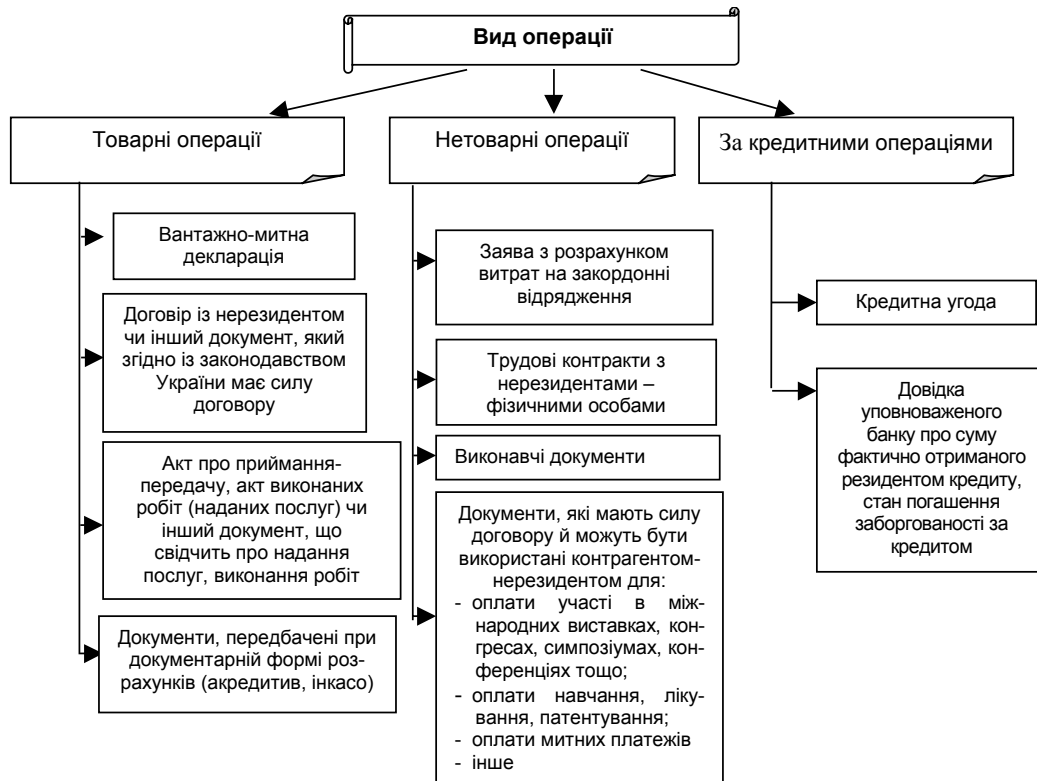 Вид операції
Товарні операції
Нетоварні операції
За кредитними операціями
Вантажно-митна
декларація
Договір із нерезидентом
чи інший документ, який
згідно із законодавством
України має силу
договору
Акт про приймання-
передачу, акт виконаних
робіт (наданих послуг) чи
інший документ, що
свідчить про надання
послуг, виконання робіт
Документи, передбачені при
документарній формі роз-
рахунків (акредитив, інкасо)
Заява з розрахунком
витрат на закордонні
відрядження
Трудові контракти з
нерезидентами –
фізичними особами
Виконавчі документи
Документи, які мають силу
договору й можуть бути
використані контрагентом-
нерезидентом для:
- оплати участі в між-
народних виставках, кон-
гресах, симпозіумах, кон-
ференціях тощо;
- оплати навчання, ліку-
вання, патентування;
- оплати митних платежів
- інше
Кредитна угода
Довідка
уповноваженого
банку про суму
фактично отриманого
резидентом кредиту,
стан погашення
заборгованості за
кредитом